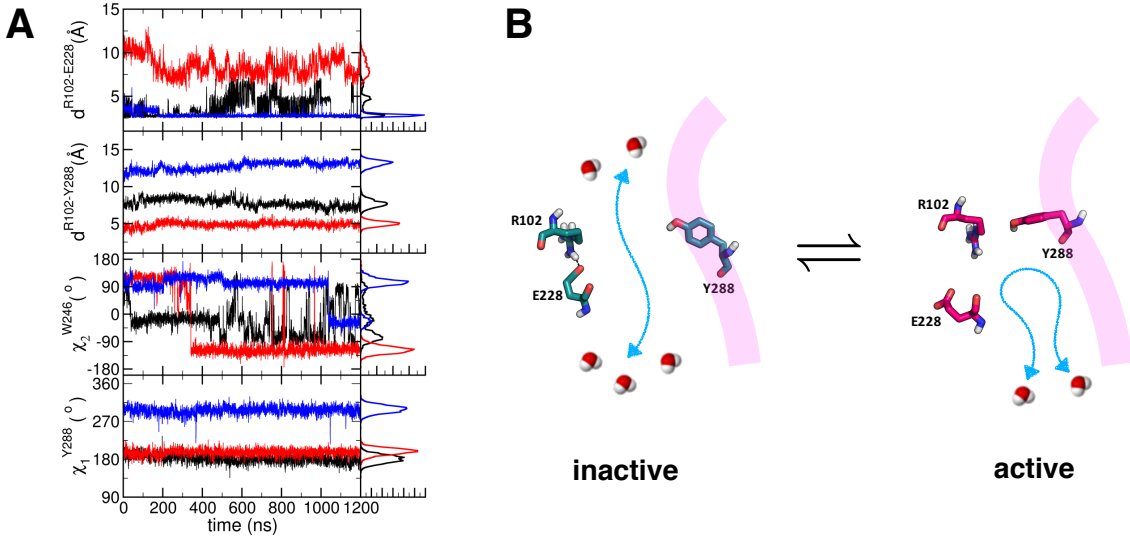 A
B
d^R102-E228 (Å)
15
10
5
0
d^R102-Y288 (Å)
15
10
5
χ₂^W246 (°)
180
90
0
-90
-180
χ₁^Y288 (°)
360
270
180
90
0 200 400 600 800 1000 1200
time (ns)
R102
E228
Y288
inactive
R102
Y288
E228
active